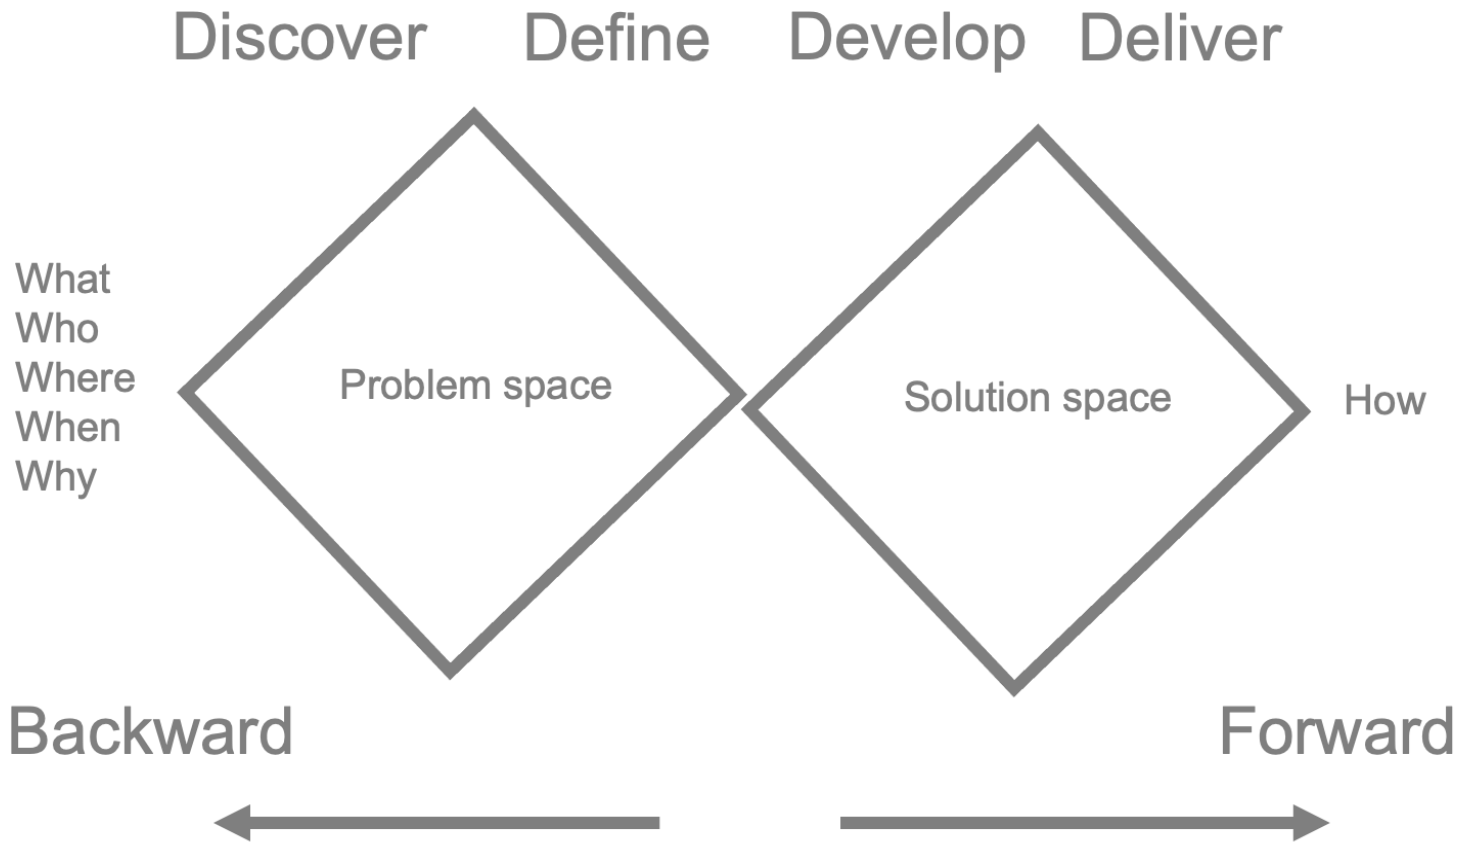 Discover Define Develop Deliver
What
Who
Where
When
Why
Problem space
Solution space
How
Backward
Forward